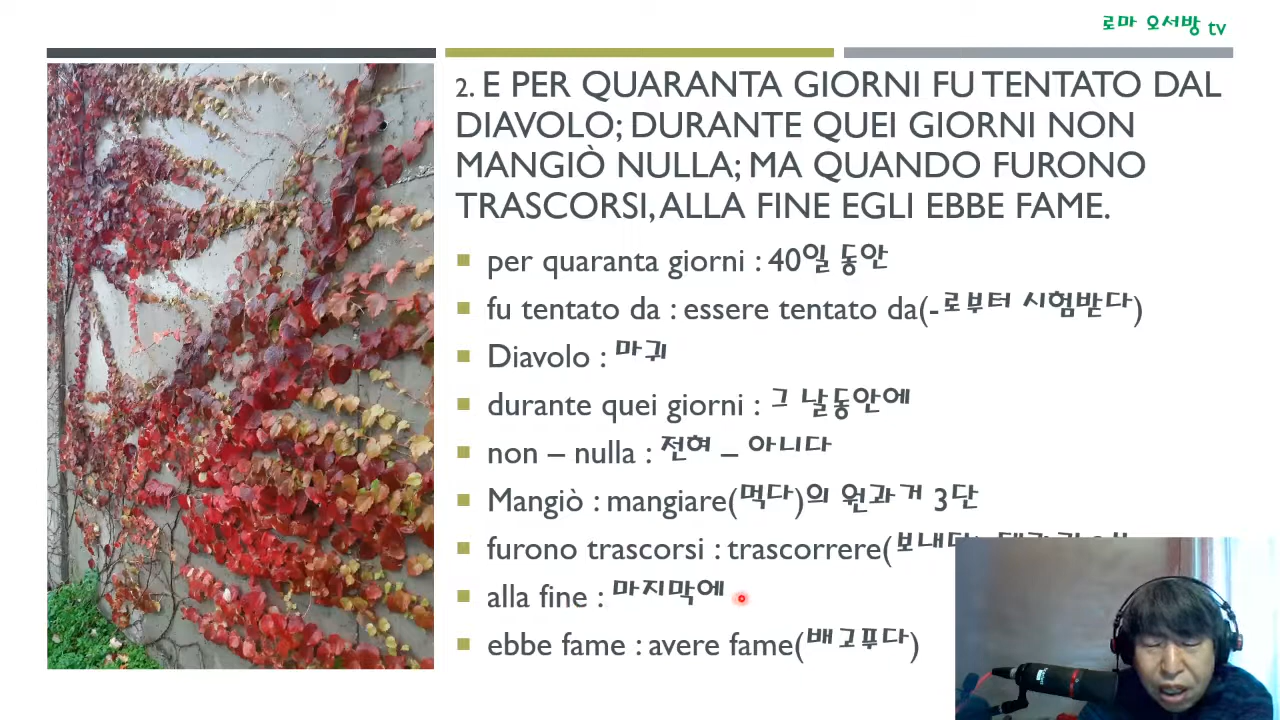 로마 오서방 tv
2. E PER QUARANTA GIORNI FU TENTATO DAL
DIAVOLO; DURANTE QUEI GIORNI NON
MANGIÒ NULLA; MA QUANDO FURONO
TRASCORSI, ALLA FINE EGLI EBBE FAME.
per quaranta giorni : 40일 동안
fu tentato da : essere tentato da(-로부터 시험받다)
Diavolo : 마귀
durante quei giorni : 그 날동안에
non – nulla : 전혀 – 아니다
Mangiò : mangiare(먹다)의 원과거 3단
furono trascorsi : trascorrere(보내다)
alla fine : 마지막에
ebbe fame : avere fame(배고푸다)